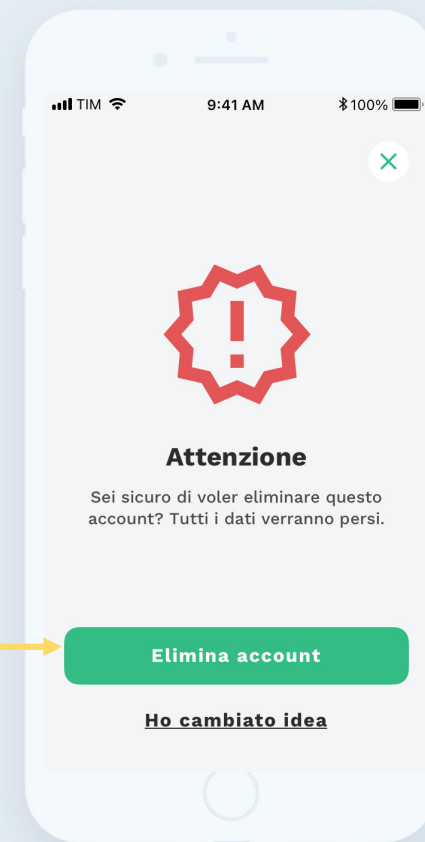 TIM 9:41 AM 100%
Attenzione
Sei sicuro di voler eliminare questo
account? Tutti i dati verranno persi.
Elimina account
Ho cambiato idea